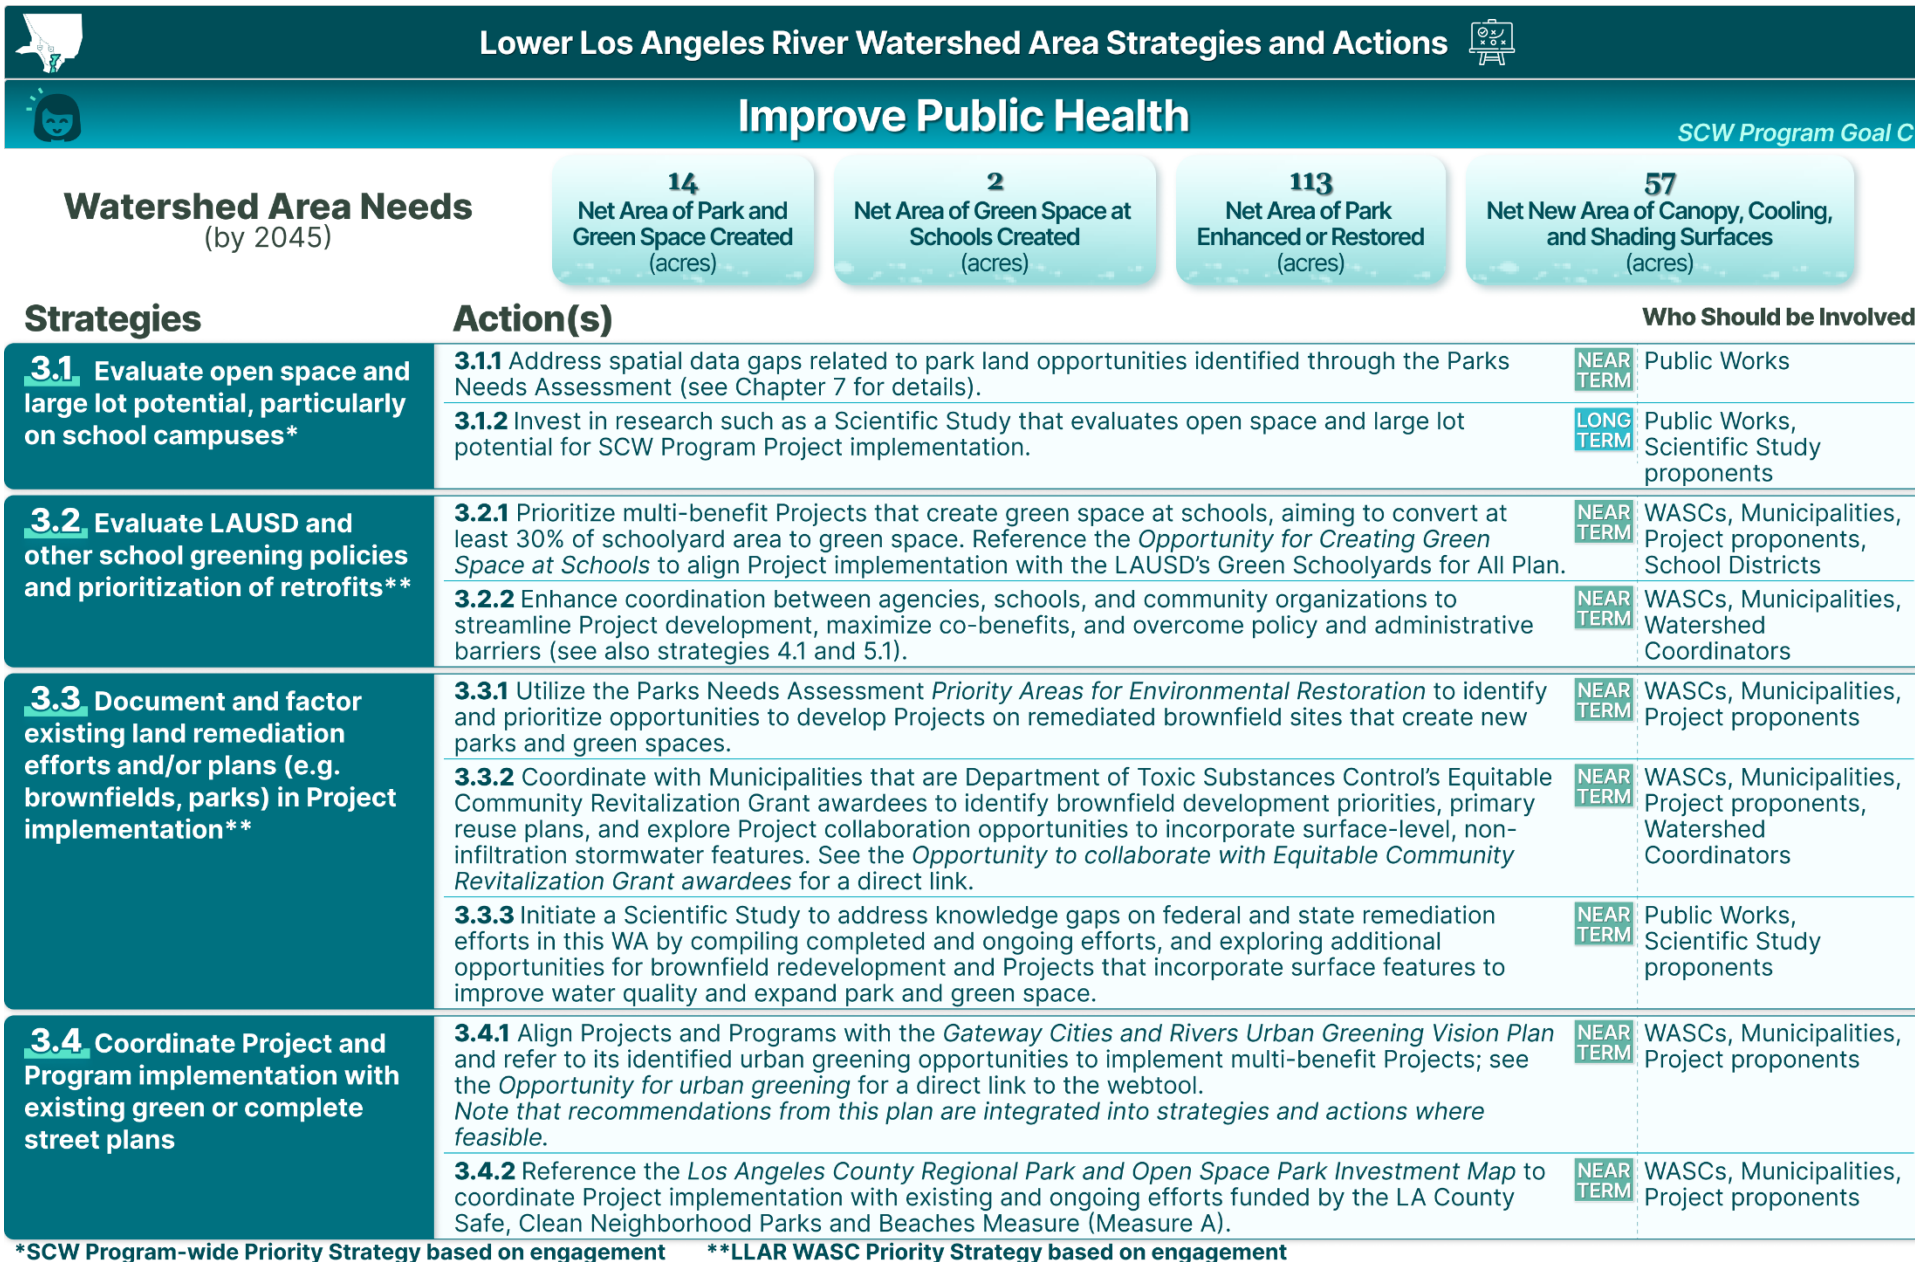 Lower Los Angeles River Watershed Area Strategies and Actions
Improve Public Health
SCW Program Goal C
Watershed Area Needs
(by 2045)
14
Net Area of Park and
Green Space Created
(acres)
2
Net Area of Green Space at
Schools Created
(acres)
113
Net Area of Park
Enhanced or Restored
(acres)
57
Net New Area of Canopy, Cooling,
and Shading Surfaces
(acres)
Strategies
Action(s)
Who Should be Involved
3.1 Evaluate open space and
large lot potential, particularly
on school campuses*
3.1.1 Address spatial data gaps related to park land opportunities identified through the Parks
Needs Assessment (see Chapter 7 for details).
NEAR
TERM
Public Works
3.1.2 Invest in research such as a Scientific Study that evaluates open space and large lot
potential for SCW Program Project implementation.
LONG
TERM
Public Works,
Scientific Study
proponents
3.2 Evaluate LAUSD and
other school greening policies
and prioritization of retrofits**
3.2.1 Prioritize multi-benefit Projects that create green space at schools, aiming to convert at
least 30% of schoolyard area to green space. Reference the Opportunity for Creating Green
Space at Schools to align Project implementation with the LAUSD's Green Schoolyards for All Plan.
NEAR
TERM
WASCs, Municipalities,
Project proponents,
School Districts
3.2.2 Enhance coordination between agencies, schools, and community organizations to
streamline Project development, maximize co-benefits, and overcome policy and administrative
barriers (see also strategies 4.1 and 5.1).
NEAR
TERM
WASCs, Municipalities,
Watershed
Coordinators
3.3 Document and factor
existing land remediation
efforts and/or plans (e.g.
brownfields, parks) in Project
implementation**
3.3.1 Utilize the Parks Needs Assessment Priority Areas for Environmental Restoration to identify
and prioritize opportunities to develop Projects on remediated brownfield sites that create new
parks and green spaces.
NEAR
TERM
WASCs, Municipalities,
Project proponents
3.3.2 Coordinate with Municipalities that are Department of Toxic Substances Control's Equitable
Community Revitalization Grant awardees to identify brownfield development priorities, primary
reuse plans, and explore Project collaboration opportunities to incorporate surface-level, non-
infiltration stormwater features. See the Opportunity to collaborate with Equitable Community
Revitalization Grant awardees for a direct link.
NEAR
TERM
WASCs, Municipalities,
Project proponents,
Watershed
Coordinators
3.3.3 Initiate a Scientific Study to address knowledge gaps on federal and state remediation
efforts in this WA by compiling completed and ongoing efforts, and exploring additional
opportunities for brownfield redevelopment and Projects that incorporate surface features to
improve water quality and expand park and green space.
NEAR
TERM
Public Works,
Scientific Study
proponents
3.4 Coordinate Project and
Program implementation with
existing green or complete
street plans
3.4.1 Align Projects and Programs with the Gateway Cities and Rivers Urban Greening Vision Plan
and refer to its identified urban greening opportunities to implement multi-benefit Projects; see
the Opportunity for urban greening for a direct link to the webtool.
Note that recommendations from this plan are integrated into strategies and actions where
feasible.
NEAR
TERM
WASCs, Municipalities,
Project proponents
3.4.2 Reference the Los Angeles County Regional Park and Open Space Park Investment Map to
coordinate Project implementation with existing and ongoing efforts funded by the LA County
Safe, Clean Neighborhood Parks and Beaches Measure (Measure A).
NEAR
TERM
WASCs, Municipalities,
Project proponents
*SCW Program-wide Priority Strategy based on engagement
**LLAR WASC Priority Strategy based on engagement